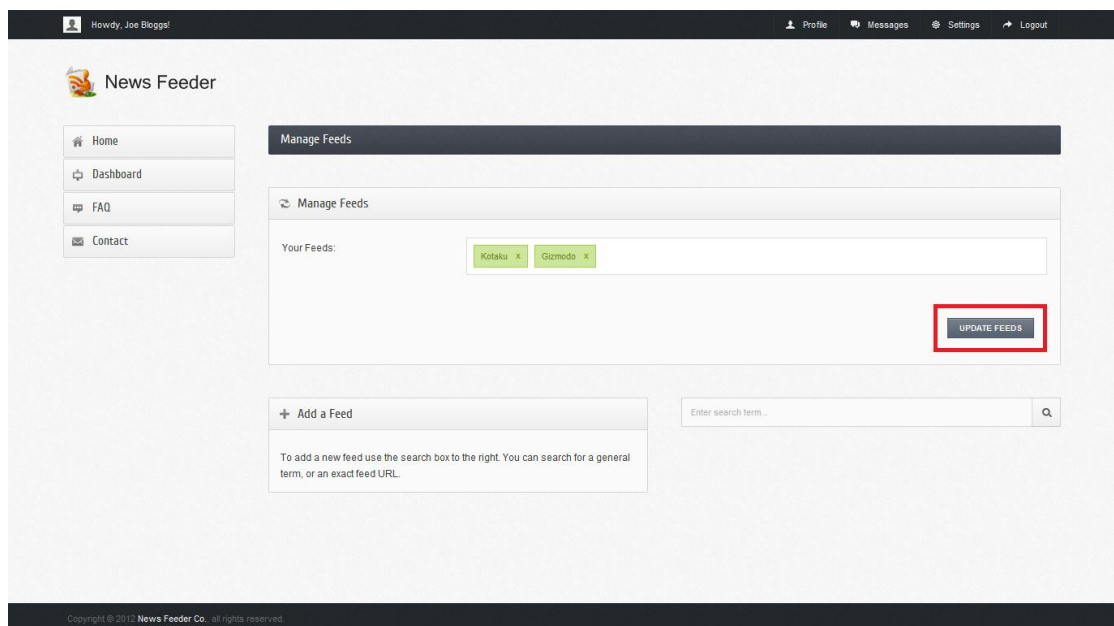 Howdy, Joe Bloggs!
Profile
Messages
Settings
Logout
News Feeder
Home
Dashboard
FAQ
Contact
Manage Feeds
Manage Feeds
Your Feeds:
Kotaku x
Gizmodo x
UPDATE FEEDS
Add a Feed
To add a new feed use the search box to the right. You can search for a general
term, or an exact feed URL.
Enter search term...
Copyright © 2012 News Feeder Co. all rights reserved.